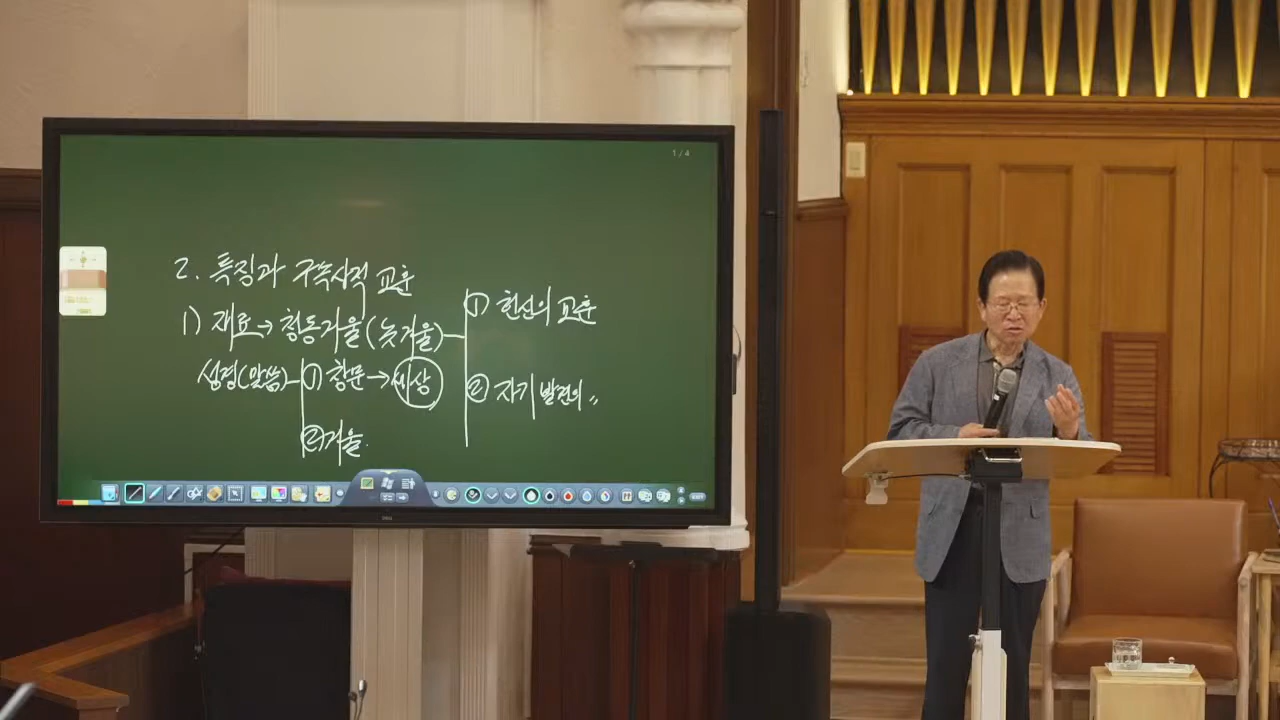 1 / 4
2. 특징과 구속사적 교훈
1) 재료→청동거울(놋거울)
① 헌신의 교훈
② 자기 발견의 〃
성경(말씀) ① 창문→세상
② 거울.
DELL